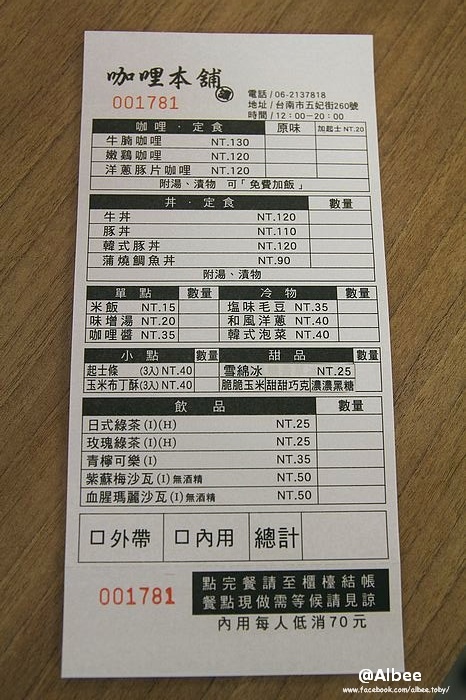 咖哩本舖
001781
電話/06-2137818
地址/台南市五妃街260號
時間/12:00-20:00
咖哩·定食 原味 加起士NT.20
牛腩咖哩 NT.130
嫩鷄咖哩 NT.120
洋蔥豚片咖哩 NT.120
附湯、漬物 可「免費加飯」
丼·定食 數量
牛丼 NT.120
豚丼 NT.110
韓式豚丼 NT.120
蒲燒鯛魚丼 NT.90
附湯、漬物
單點 數量 冷物 數量
米飯 NT.15 塩味毛豆 NT.35
味增湯 NT.20 和風洋蔥 NT.40
咖哩醬 NT.35 韓式泡菜 NT.40
小點 數量 甜品 數量
起士條 (3入) NT.40 雪綿冰 NT.25
玉米布丁酥(3入) NT.40 脆脆玉米甜甜巧克濃濃黑糖
飲品 數量
日式綠茶(I)(H) NT.25
玫瑰綠茶(I)(H) NT.25
青檸可樂(I) NT.35
紫蘇梅沙瓦(I)無酒精 NT.50
血腥瑪麗沙瓦(I)無酒精 NT.50
口外帶 口內用 總計
001781
點完餐請至櫃檯結帳
餐點現做需等候請見諒
內用每人低消70元
@Albee
www.facebook.com/albee.toby/